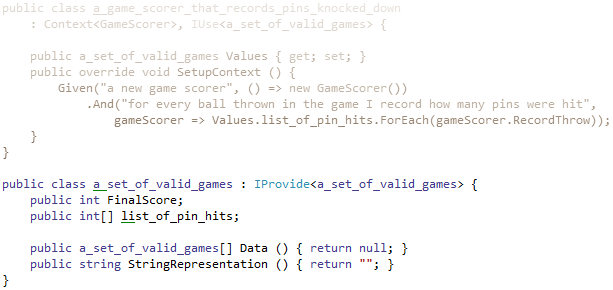 public class a_game_scorer_that_records_pins_knocked_down
    : Context<GameScorer>, IUse<a_set_of_valid_games> {

    public a_set_of_valid_games Values { get; set; }
    public override void SetupContext () {
        Given("a new game scorer", () => new GameScorer())
            .And("for every ball thrown in the game I record how many pins were hit",
                gameScorer => Values.list_of_pin_hits.ForEach(gameScorer.RecordThrow));
    }
}

public class a_set_of_valid_games : IProvide<a_set_of_valid_games> {
    public int FinalScore;
    public int[] list_of_pin_hits;

    public a_set_of_valid_games[] Data () { return null; }
    public string StringRepresentation () { return ""; }
}